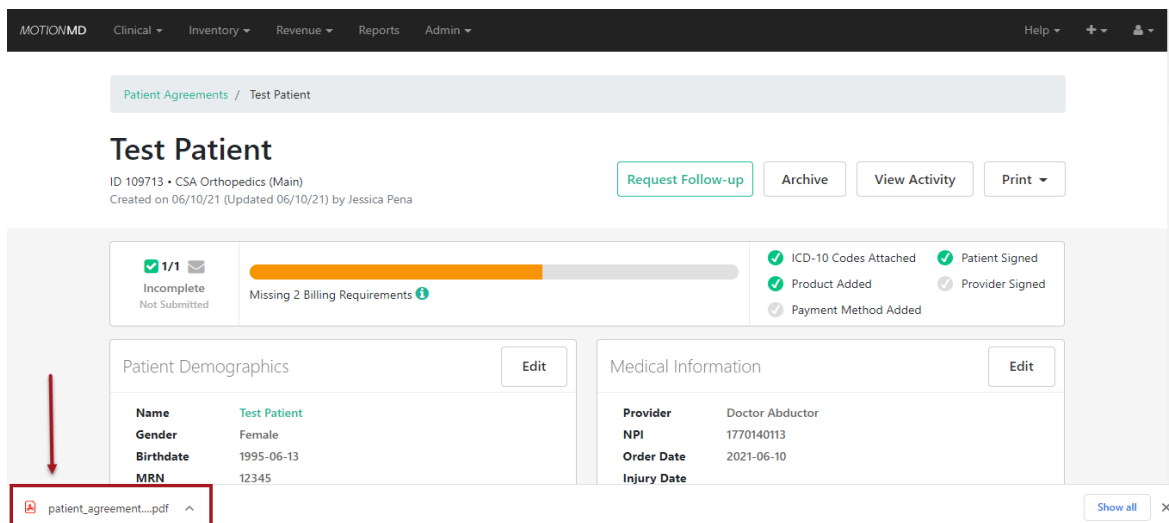 MOTIONMD Clinical Inventory Revenue Reports Admin Help
Patient Agreements / Test Patient
Test Patient
ID 109713 • CSA Orthopedics (Main)
Created on 06/10/21 (Updated 06/10/21) by Jessica Pena
Request Follow-up Archive View Activity Print
1/1
Incomplete
Not Submitted
Missing 2 Billing Requirements
ICD-10 Codes Attached Patient Signed
Product Added Provider Signed
Payment Method Added
Patient Demographics Edit
Name Test Patient
Gender Female
Birthdate 1995-06-13
MRN 12345
Medical Information Edit
Provider Doctor Abductor
NPI 1770140113
Order Date 2021-06-10
Injury Date
patient_agreement....pdf Show all